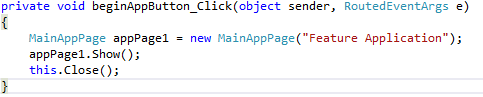 private void beginAppButton_Click(object sender, RoutedEventArgs e)
{
    MainAppPage appPage1 = new MainAppPage("Feature Application");
    appPage1.Show();
    this.Close();
}